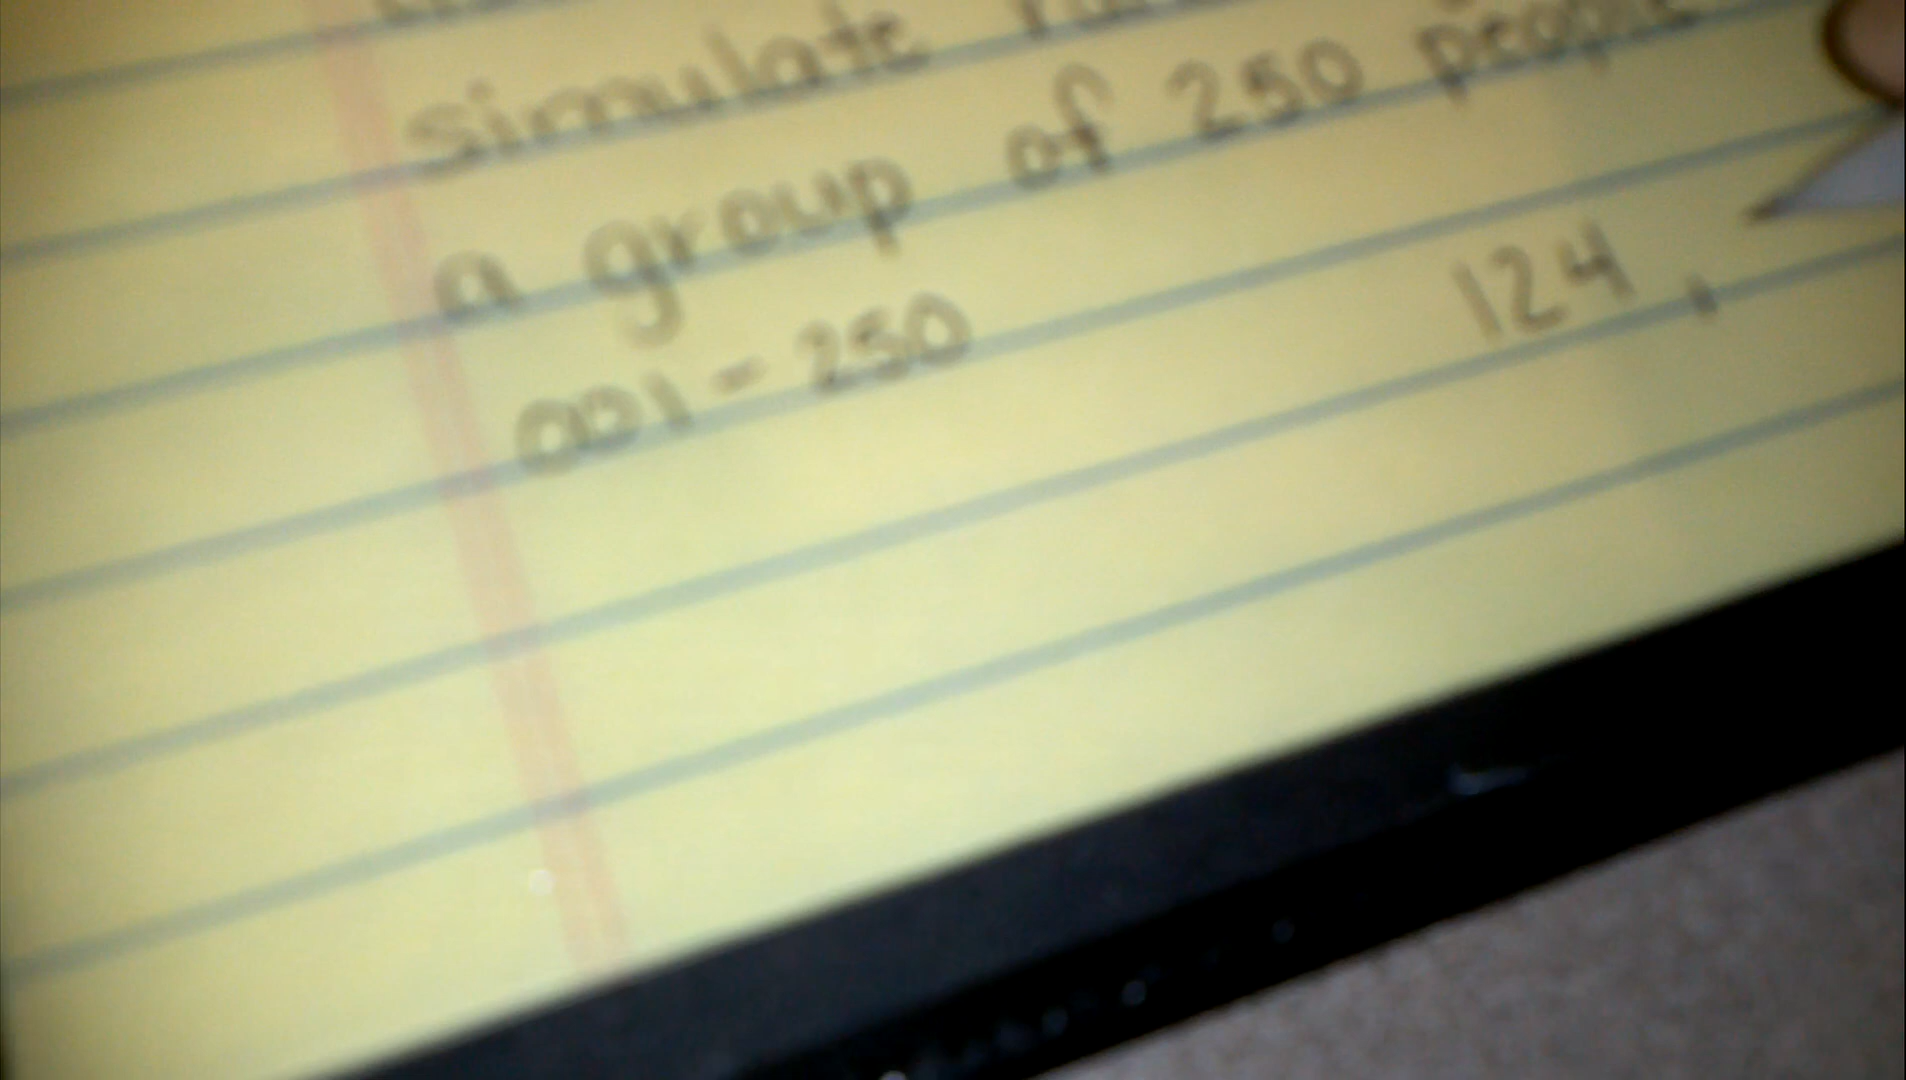 simulate
a group of 250 people
001 - 250 124,